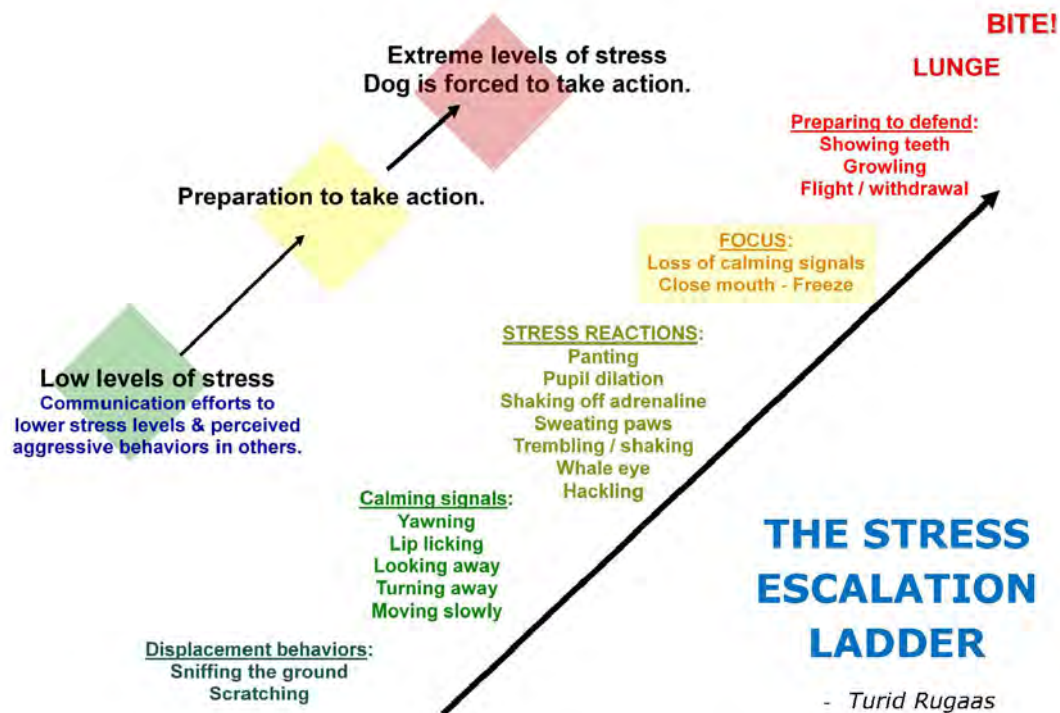 BITE!
LUNGE
Extreme levels of stress
Dog is forced to take action.
Preparing to defend:
Showing teeth
Growling
Flight / withdrawal
Preparation to take action.
FOCUS:
Loss of calming signals
Close mouth - Freeze
STRESS REACTIONS:
Panting
Pupil dilation
Shaking off adrenaline
Sweating paws
Trembling / shaking
Whale eye
Hackling
Low levels of stress
Communication efforts to
lower stress levels & perceived
aggressive behaviors in others.
Calming signals:
Yawning
Lip licking
Looking away
Turning away
Moving slowly
Displacement behaviors:
Sniffing the ground
Scratching
THE STRESS
ESCALATION
LADDER
- Turid Rugaas